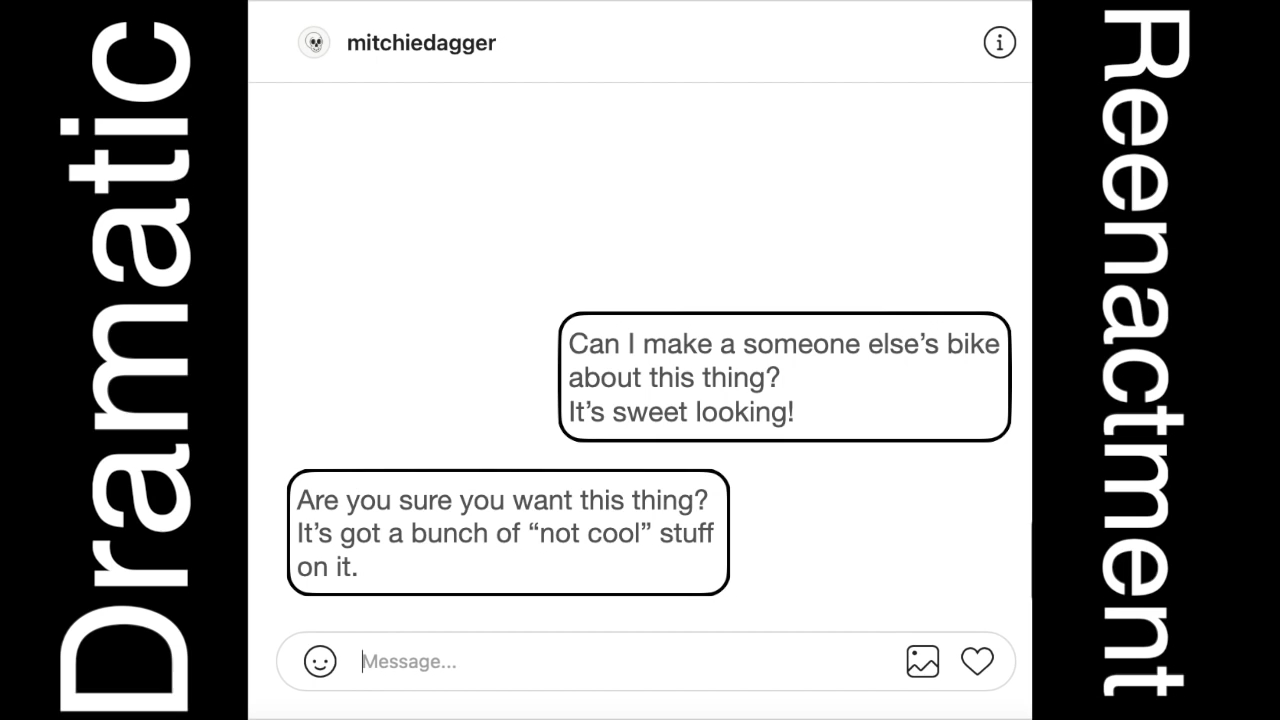 Dramatic
mitchiedagger
Can I make a someone else’s bike
about this thing?
It’s sweet looking!
Are you sure you want this thing?
It’s got a bunch of “not cool” stuff
on it.
Message...
Reenactment